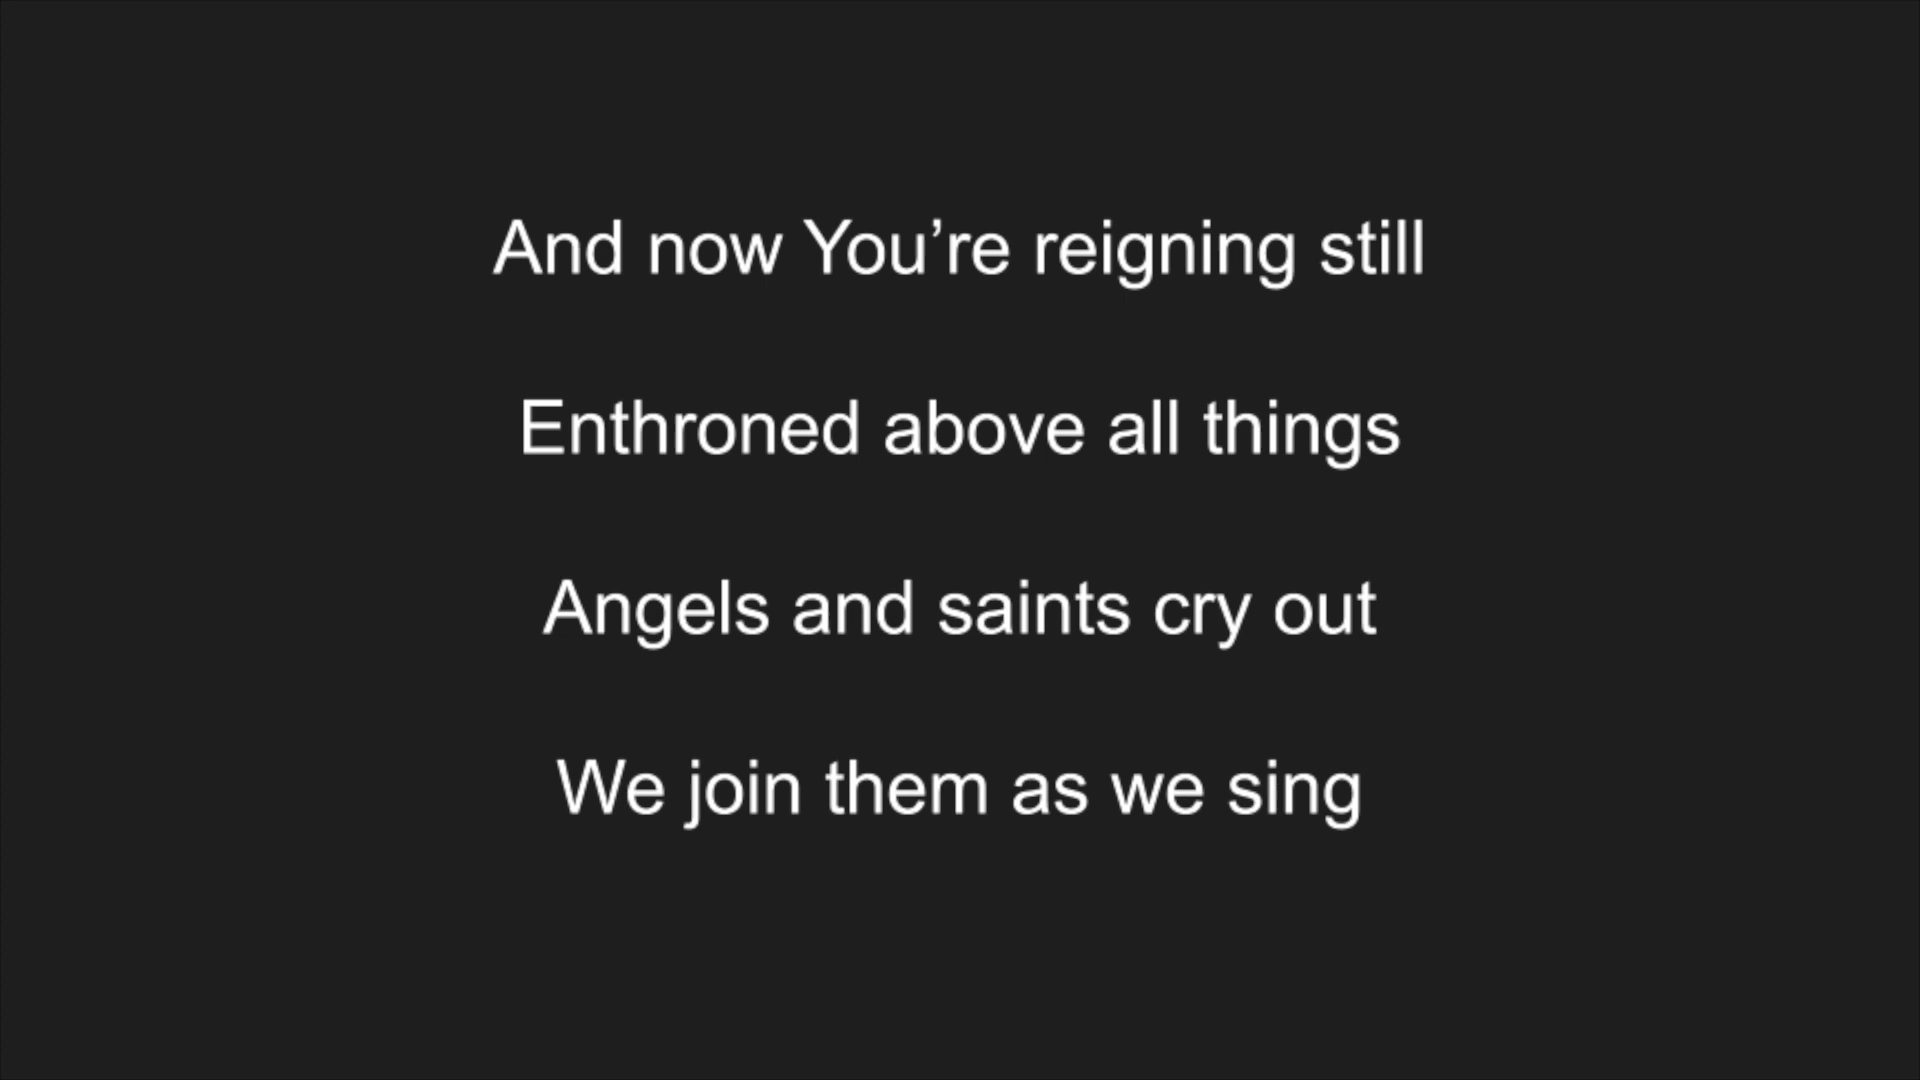 And now You’re reigning still
Enthroned above all things
Angels and saints cry out
We join them as we sing